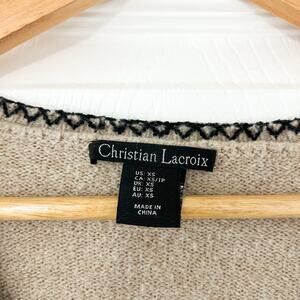 Christian Lacroix
US: XS
CA: XS/TP
UK: XS
EU: XS
AU: XS
MADE IN
CHINA